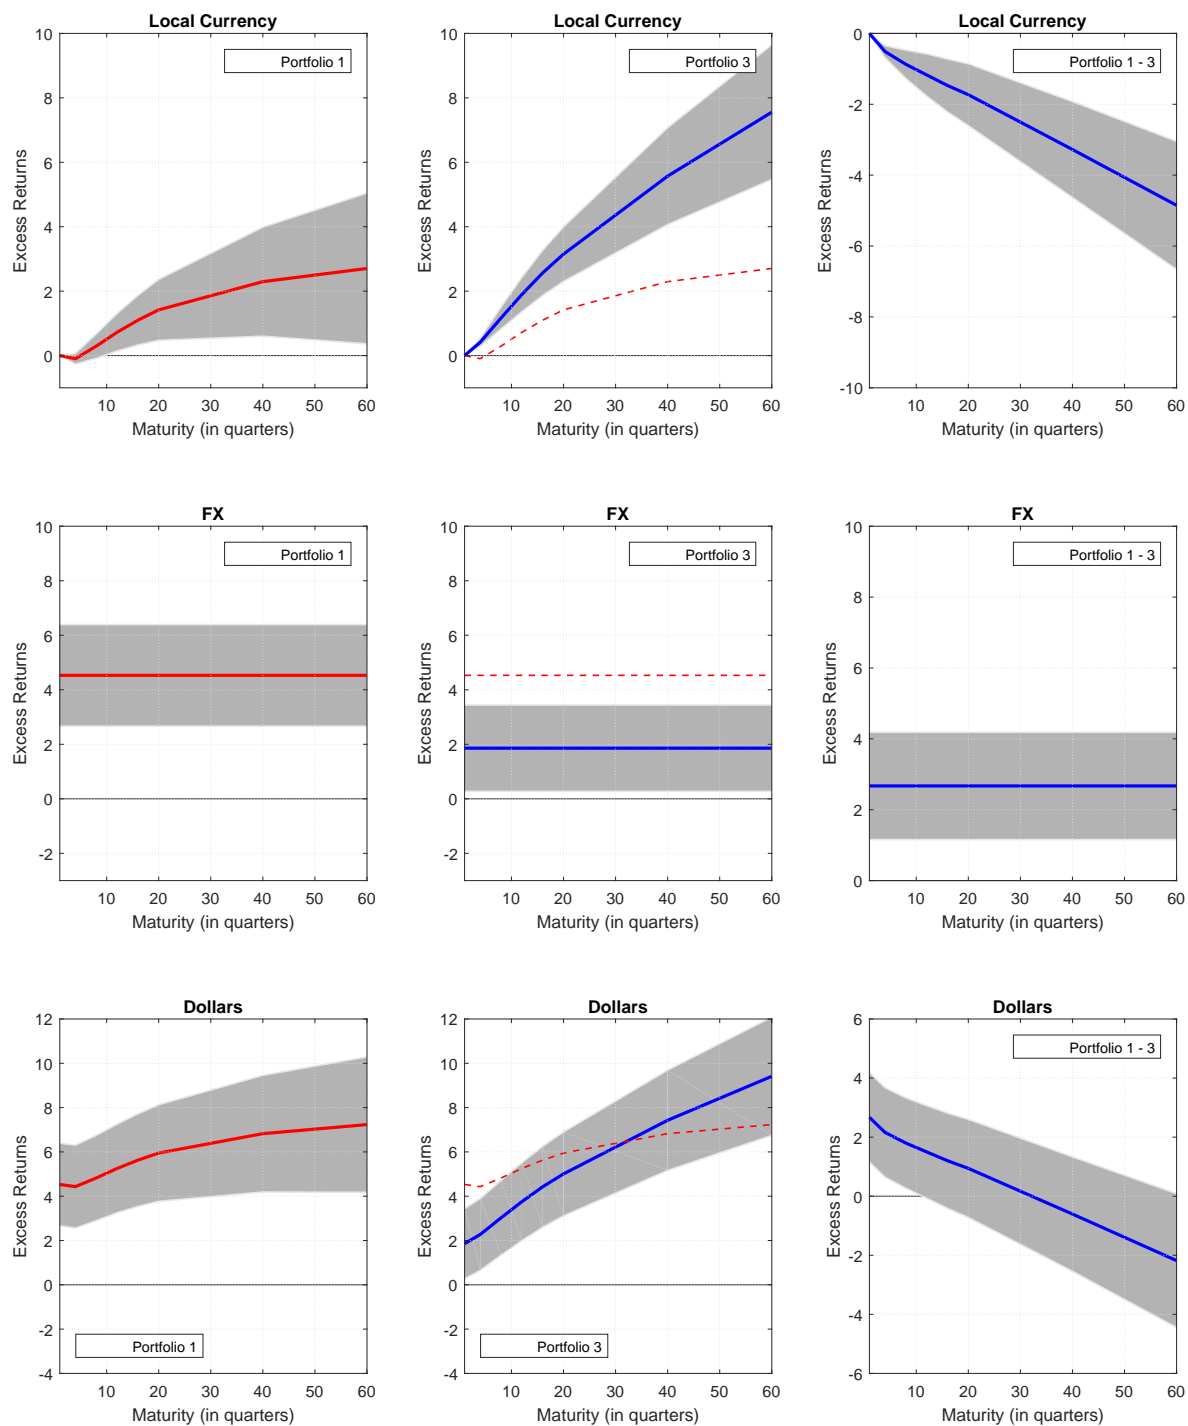 Local Currency
Portfolio 1
Excess Returns
10
8
6
4
2
0
10 20 30 40 50 60
Maturity (in quarters)
Local Currency
Portfolio 3
Excess Returns
10
8
6
4
2
0
10 20 30 40 50 60
Maturity (in quarters)
Local Currency
Portfolio 1 - 3
Excess Returns
0
-2
-4
-6
-8
-10
10 20 30 40 50 60
Maturity (in quarters)
FX
Portfolio 1
Excess Returns
10
8
6
4
2
0
-2
10 20 30 40 50 60
Maturity (in quarters)
FX
Portfolio 3
Excess Returns
10
8
6
4
2
0
-2
10 20 30 40 50 60
Maturity (in quarters)
FX
Portfolio 1 - 3
Excess Returns
10
8
6
4
2
0
10 20 30 40 50 60
Maturity (in quarters)
Dollars
Excess Returns
12
10
8
6
4
2
0
-2
-4
Portfolio 1
10 20 30 40 50 60
Maturity (in quarters)
Dollars
Excess Returns
12
10
8
6
4
2
0
-2
-4
Portfolio 3
10 20 30 40 50 60
Maturity (in quarters)
Dollars
Portfolio 1 - 3
Excess Returns
6
4
2
0
-2
-4
-6
10 20 30 40 50 60
Maturity (in quarters)